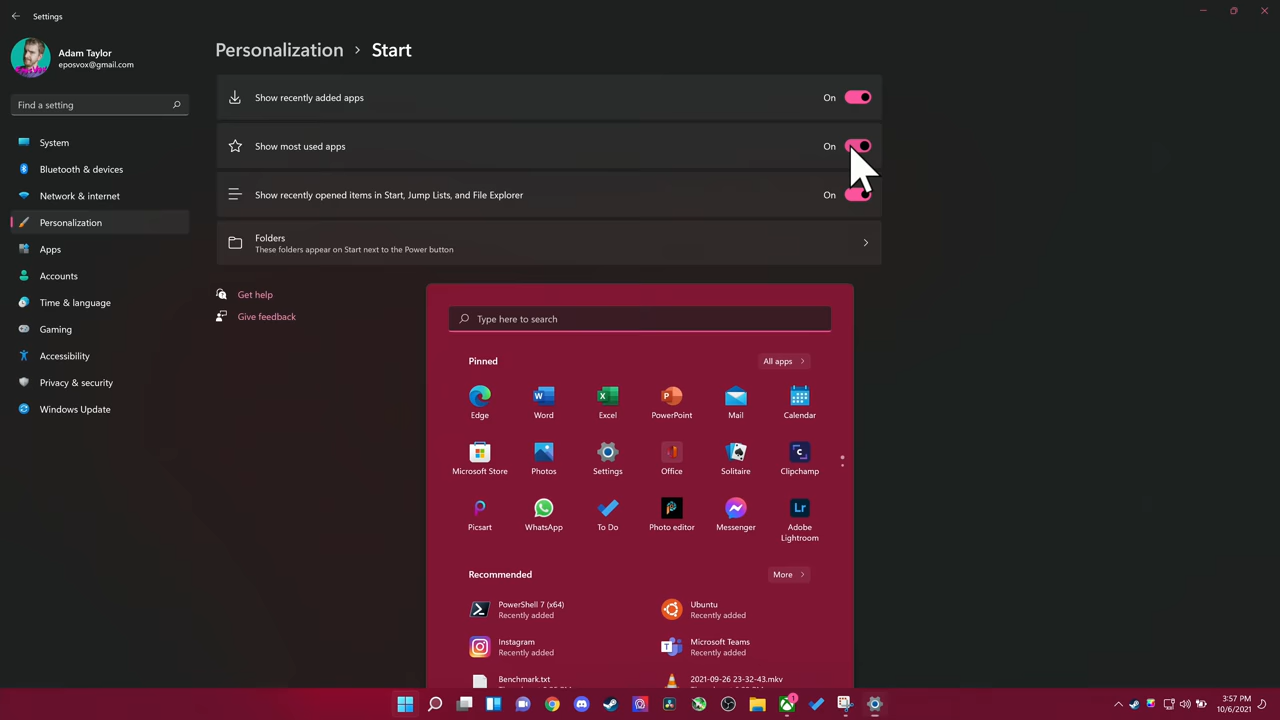 Settings
Adam Taylor
eposvox@gmail.com
Find a setting
System
Bluetooth & devices
Network & internet
Personalization
Apps
Accounts
Time & language
Gaming
Accessibility
Privacy & security
Windows Update
Personalization > Start
Show recently added apps On
Show most used apps On
Show recently opened items in Start, Jump Lists, and File Explorer On
Folders
These folders appear on Start next to the Power button
Get help
Give feedback
Type here to search
Pinned All apps >
Edge Word Excel PowerPoint Mail Calendar
Microsoft Store Photos Settings Office Solitaire Clipchamp
Picsart WhatsApp To Do Photo editor Messenger Adobe
Lightroom
Recommended More >
PowerShell 7 (x64) Ubuntu
Recently added Recently added
Instagram Microsoft Teams
Recently added Recently added
Benchmark.txt 2021-09-26 23-32-43.mkv
3:57 PM
10/6/2021